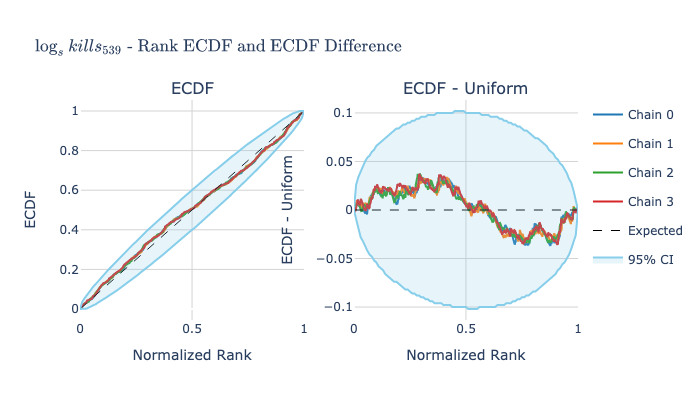 log_s kills_539 - Rank ECDF and ECDF Difference
ECDF
ECDF - Uniform
1
0.8
0.6
0.4
0.2
0
ECDF
0
0.5
1
Normalized Rank
0.1
0.05
0
−0.05
−0.1
ECDF - Uniform
0
0.5
1
Normalized Rank
Chain 0
Chain 1
Chain 2
Chain 3
Expected
95% CI